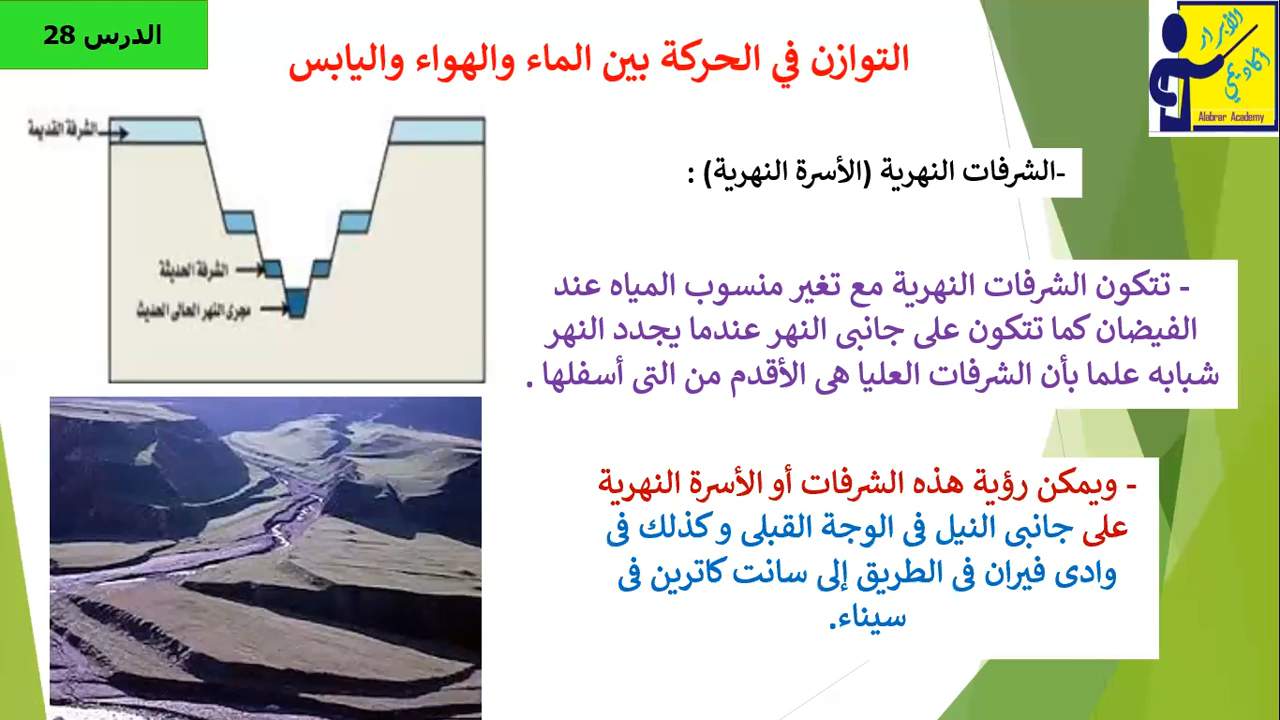 الدرس 28
التوازن في الحركة بين الماء والهواء واليابس
الأبرار
أكاديمي
Alabrar Academy
-الشرفات النهرية (الأسرة النهرية) :
الشرفة القديمة
الشرفة الحديثة
مجرى النهر الحالى الحديث
- تتكون الشرفات النهرية مع تغير منسوب المياه عند
الفيضان كما تتكون على جانبى النهر عندما يجدد النهر
شبابه علما بأن الشرفات العليا هى الأقدم من التى أسفلها .
- ويمكن رؤية هذه الشرفات أو الأسرة النهرية
على جانبى النيل فى الوجة القبلى و كذلك فى
وادى فيران فى الطريق إلى سانت كاترين فى
سيناء.